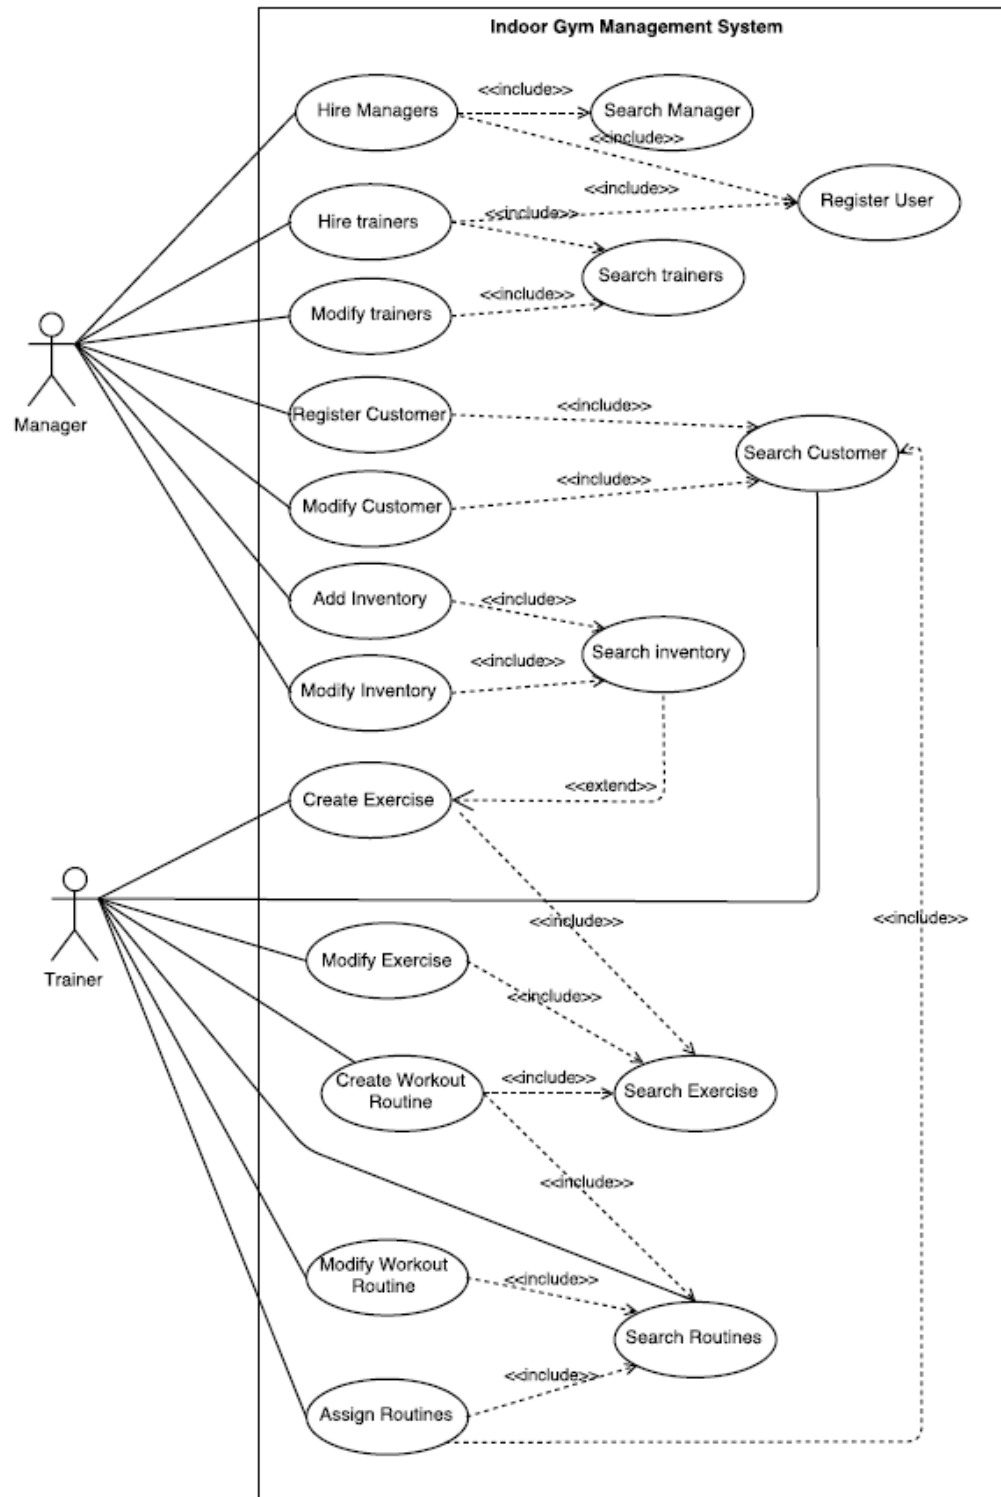 Indoor Gym Management System
<<include>>
Hire Managers
Search Manager
<<include>>
<<include>>
Register User
Hire trainers
<<include>>
Search trainers
<<include>>
Modify trainers
Manager
<<include>>
Register Customer
Search Customer
<<include>>
Modify Customer
Add Inventory
<<include>>
Search inventory
<<include>>
Modify Inventory
<<extend>>
Create Exercise
<<include>>
<<include>>
Trainer
Modify Exercise
<<include>>
Create Workout
Routine
<<include>>
Search Exercise
<<include>>
Modify Workout
Routine
<<include>>
Search Routines
<<include>>
Assign Routines